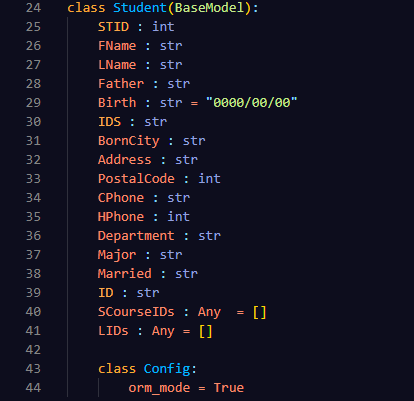 24 class Student(BaseModel):
25     STID : int
26     FName : str
27     LName : str
28     Father : str
29     Birth : str = "0000/00/00"
30     IDS : str
31     BornCity : str
32     Address : str
33     PostalCode : int
34     CPhone : str
35     HPhone : int
36     Department : str
37     Major : str
38     Married : str
39     ID : str
40     SCourseIDs : Any  = []
41     LIDs : Any = []
42
43     class Config:
44         orm_mode = True